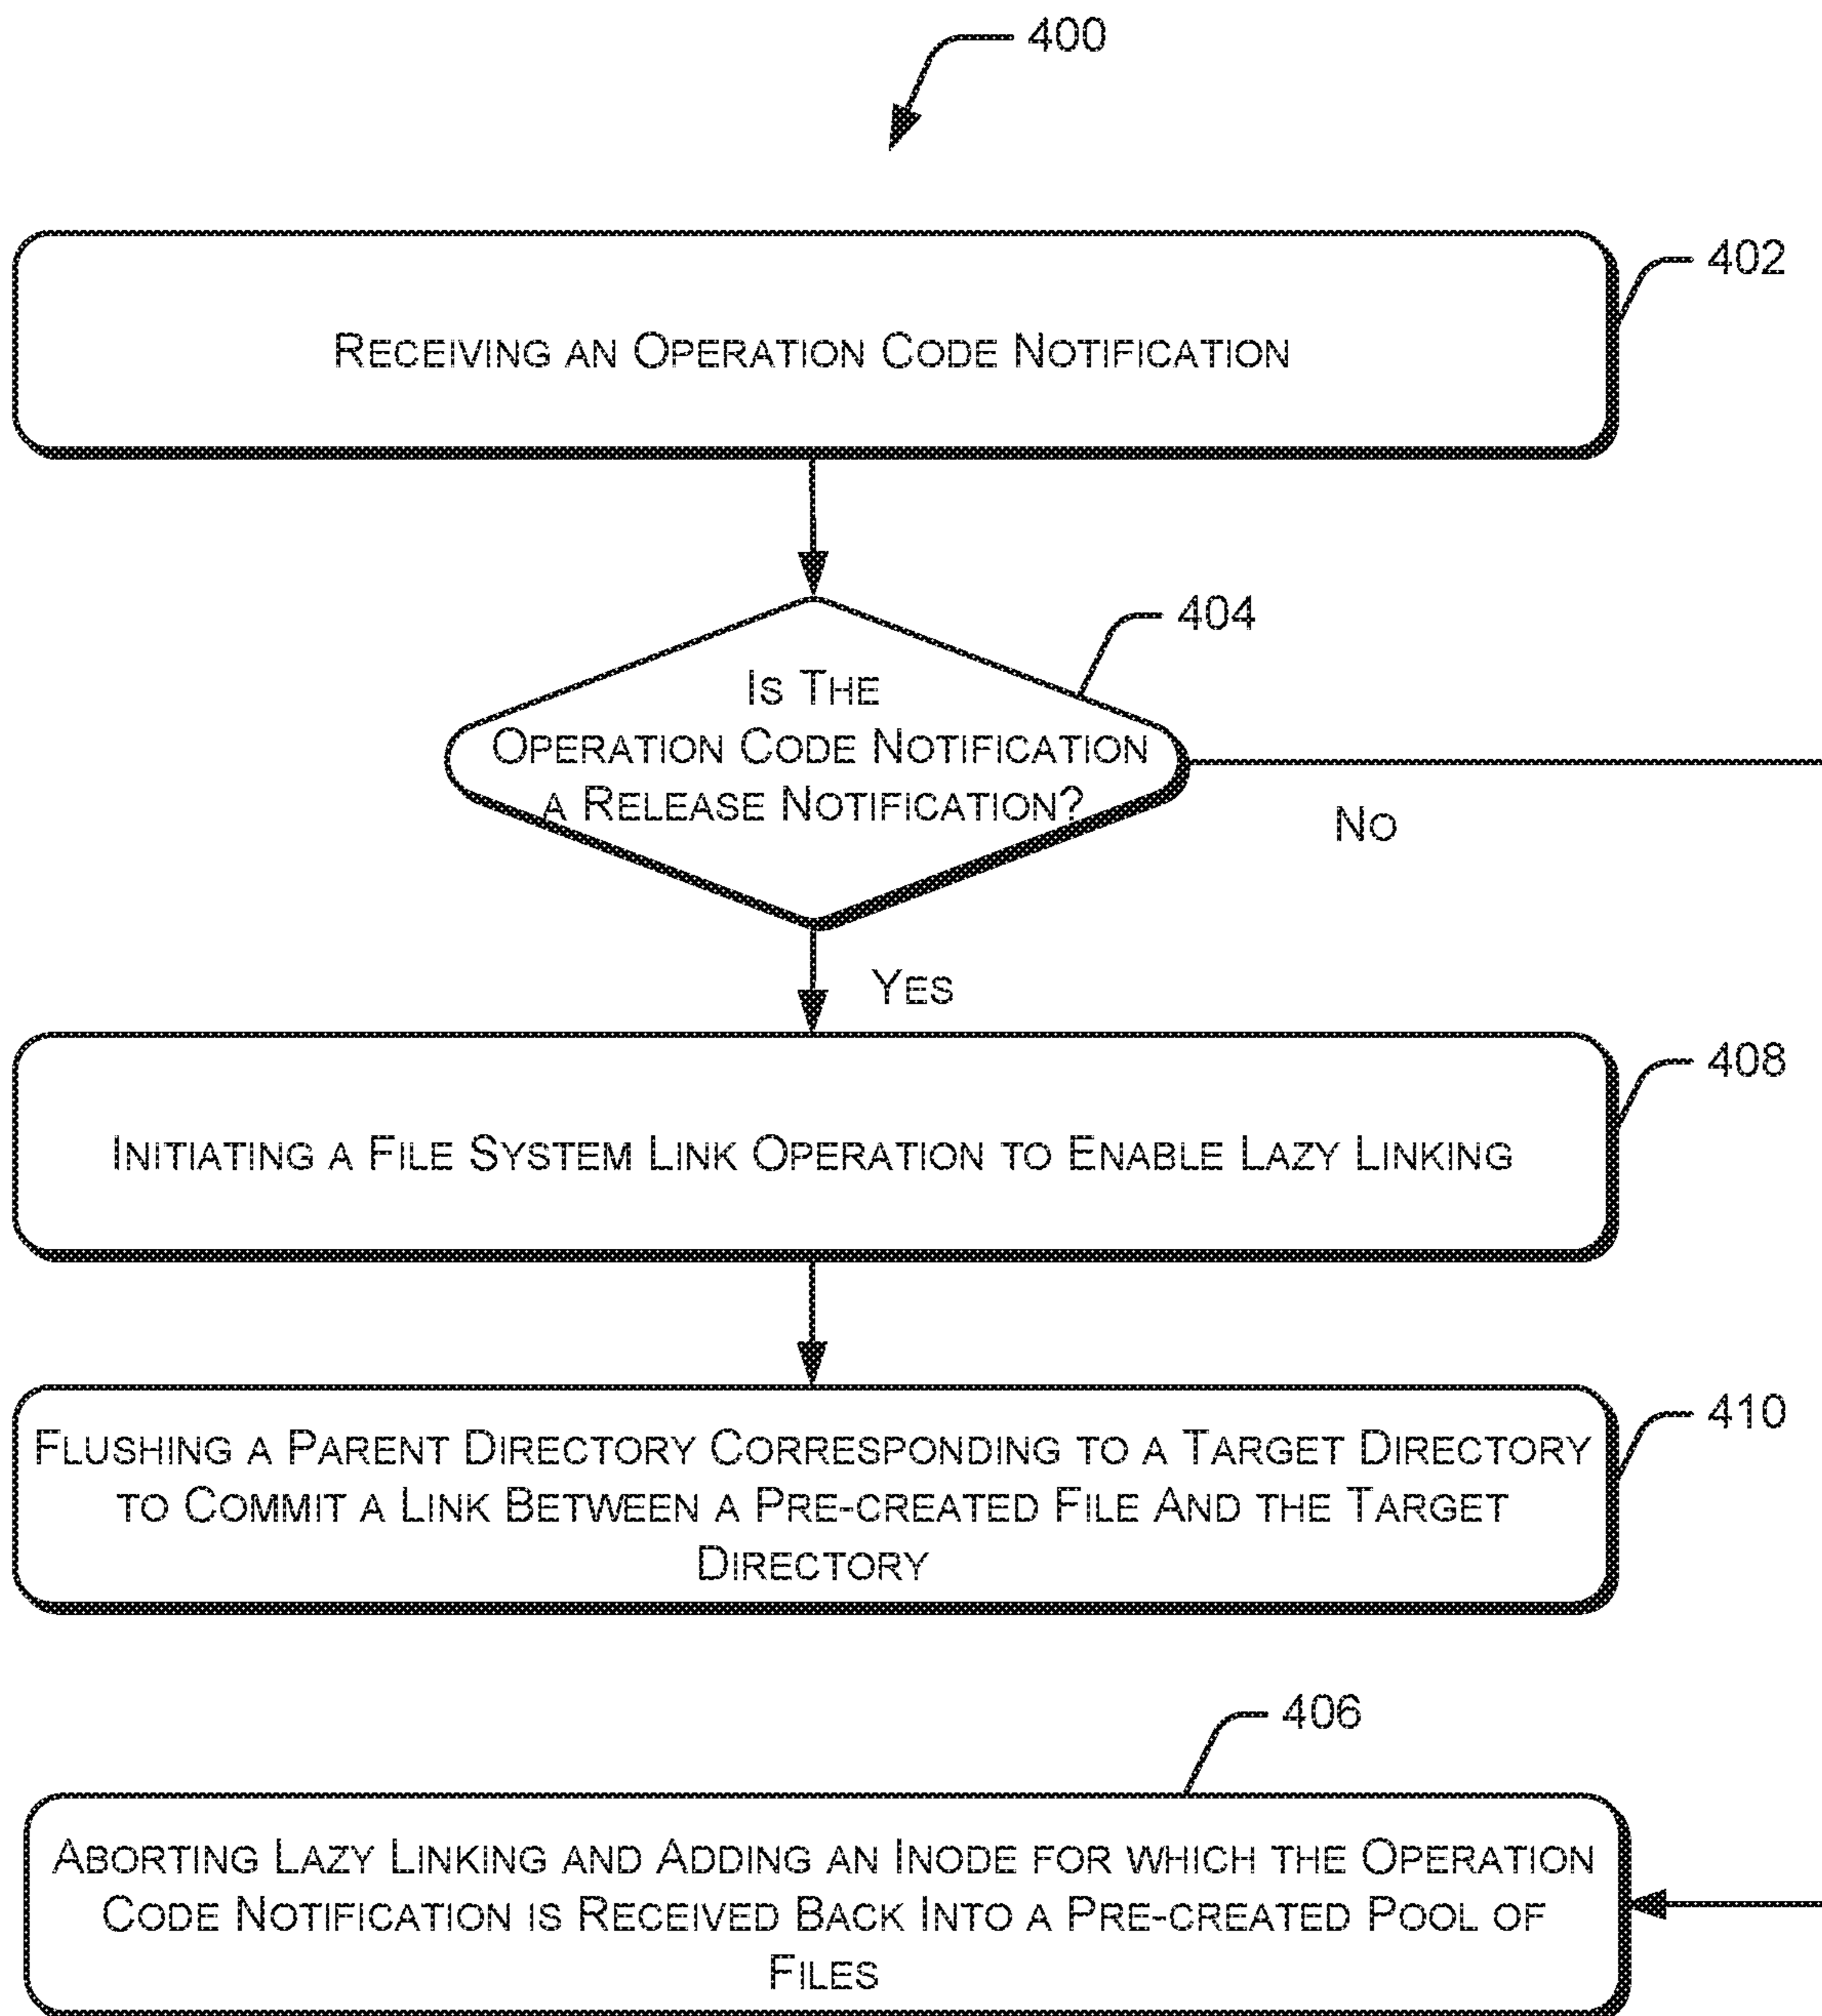 400
402
RECEIVING AN OPERATION CODE NOTIFICATION
404
IS THE
OPERATION CODE NOTIFICATION
A RELEASE NOTIFICATION?
NO
YES
408
INITIATING A FILE SYSTEM LINK OPERATION TO ENABLE LAZY LINKING
410
FLUSHING A PARENT DIRECTORY CORRESPONDING TO A TARGET DIRECTORY
TO COMMIT A LINK BETWEEN A PRE-CREATED FILE AND THE TARGET
DIRECTORY
406
ABORTING LAZY LINKING AND ADDING AN INODE FOR WHICH THE OPERATION
CODE NOTIFICATION IS RECEIVED BACK INTO A PRE-CREATED POOL OF
FILES